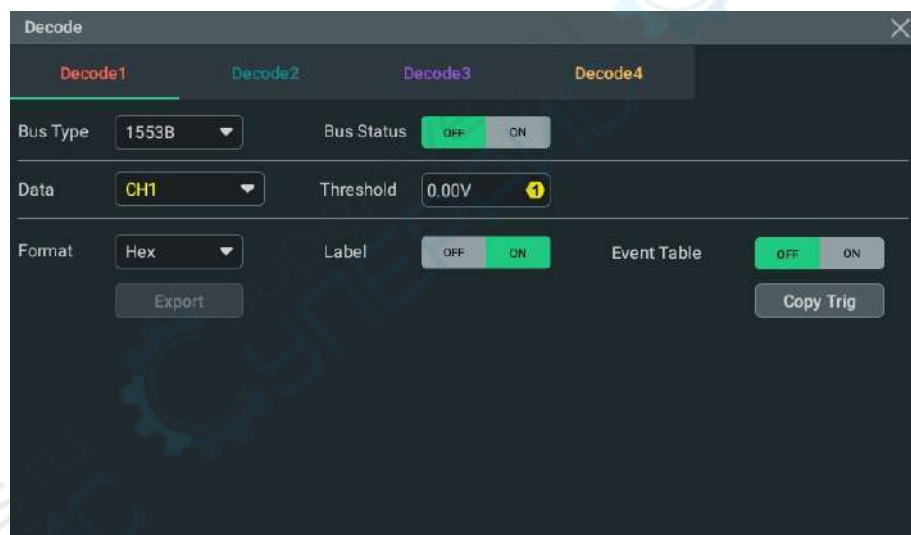 Decode
Decode1 Decode2 Decode3 Decode4
Bus Type 1553B Bus Status OFF ON
Data CH1 Threshold 0.00V 1
Format Hex Label OFF ON Event Table OFF ON
Export Copy Trig